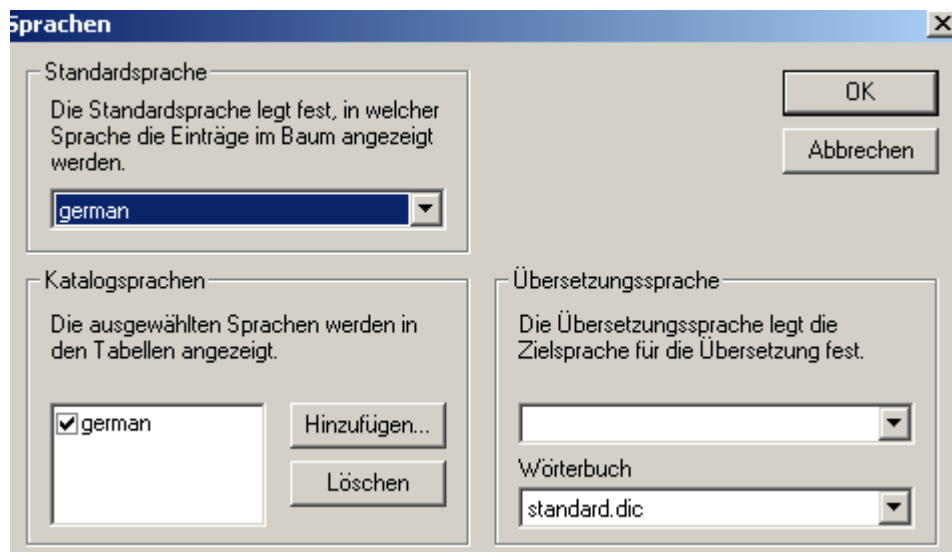 Sprachen
Standardsprache
Die Standardsprache legt fest, in welcher
Sprache die Einträge im Baum angezeigt
werden.
german
OK
Abbrechen
Katalogsprachen
Die ausgewählten Sprachen werden in
den Tabellen angezeigt.
german
Hinzufügen...
Löschen
Übersetzungssprache
Die Übersetzungssprache legt die
Zielsprache für die Übersetzung fest.
Wörterbuch
standard.dic